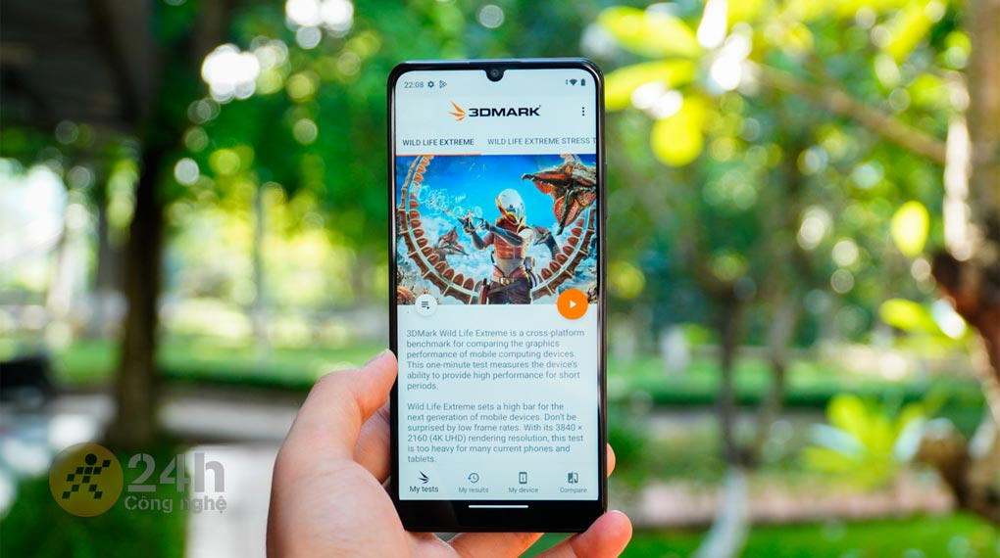 22:08
3DMARK
WILD LIFE EXTREME WILD LIFE EXTREME STRESS T
3DMark Wild Life Extreme is a cross-platform
benchmark for comparing the graphics
performance of mobile computing devices.
This one-minute test measures the device's
ability to provide high performance for short
periods.
Wild Life Extreme sets a high bar for the
next generation of mobile devices. Don't be
surprised by low frame rates. With its 3840 ×
2160 (4K UHD) rendering resolution, this test
is too heavy for many current phones and
tablets.
My tests My results My device Compare
24h
Công nghệ